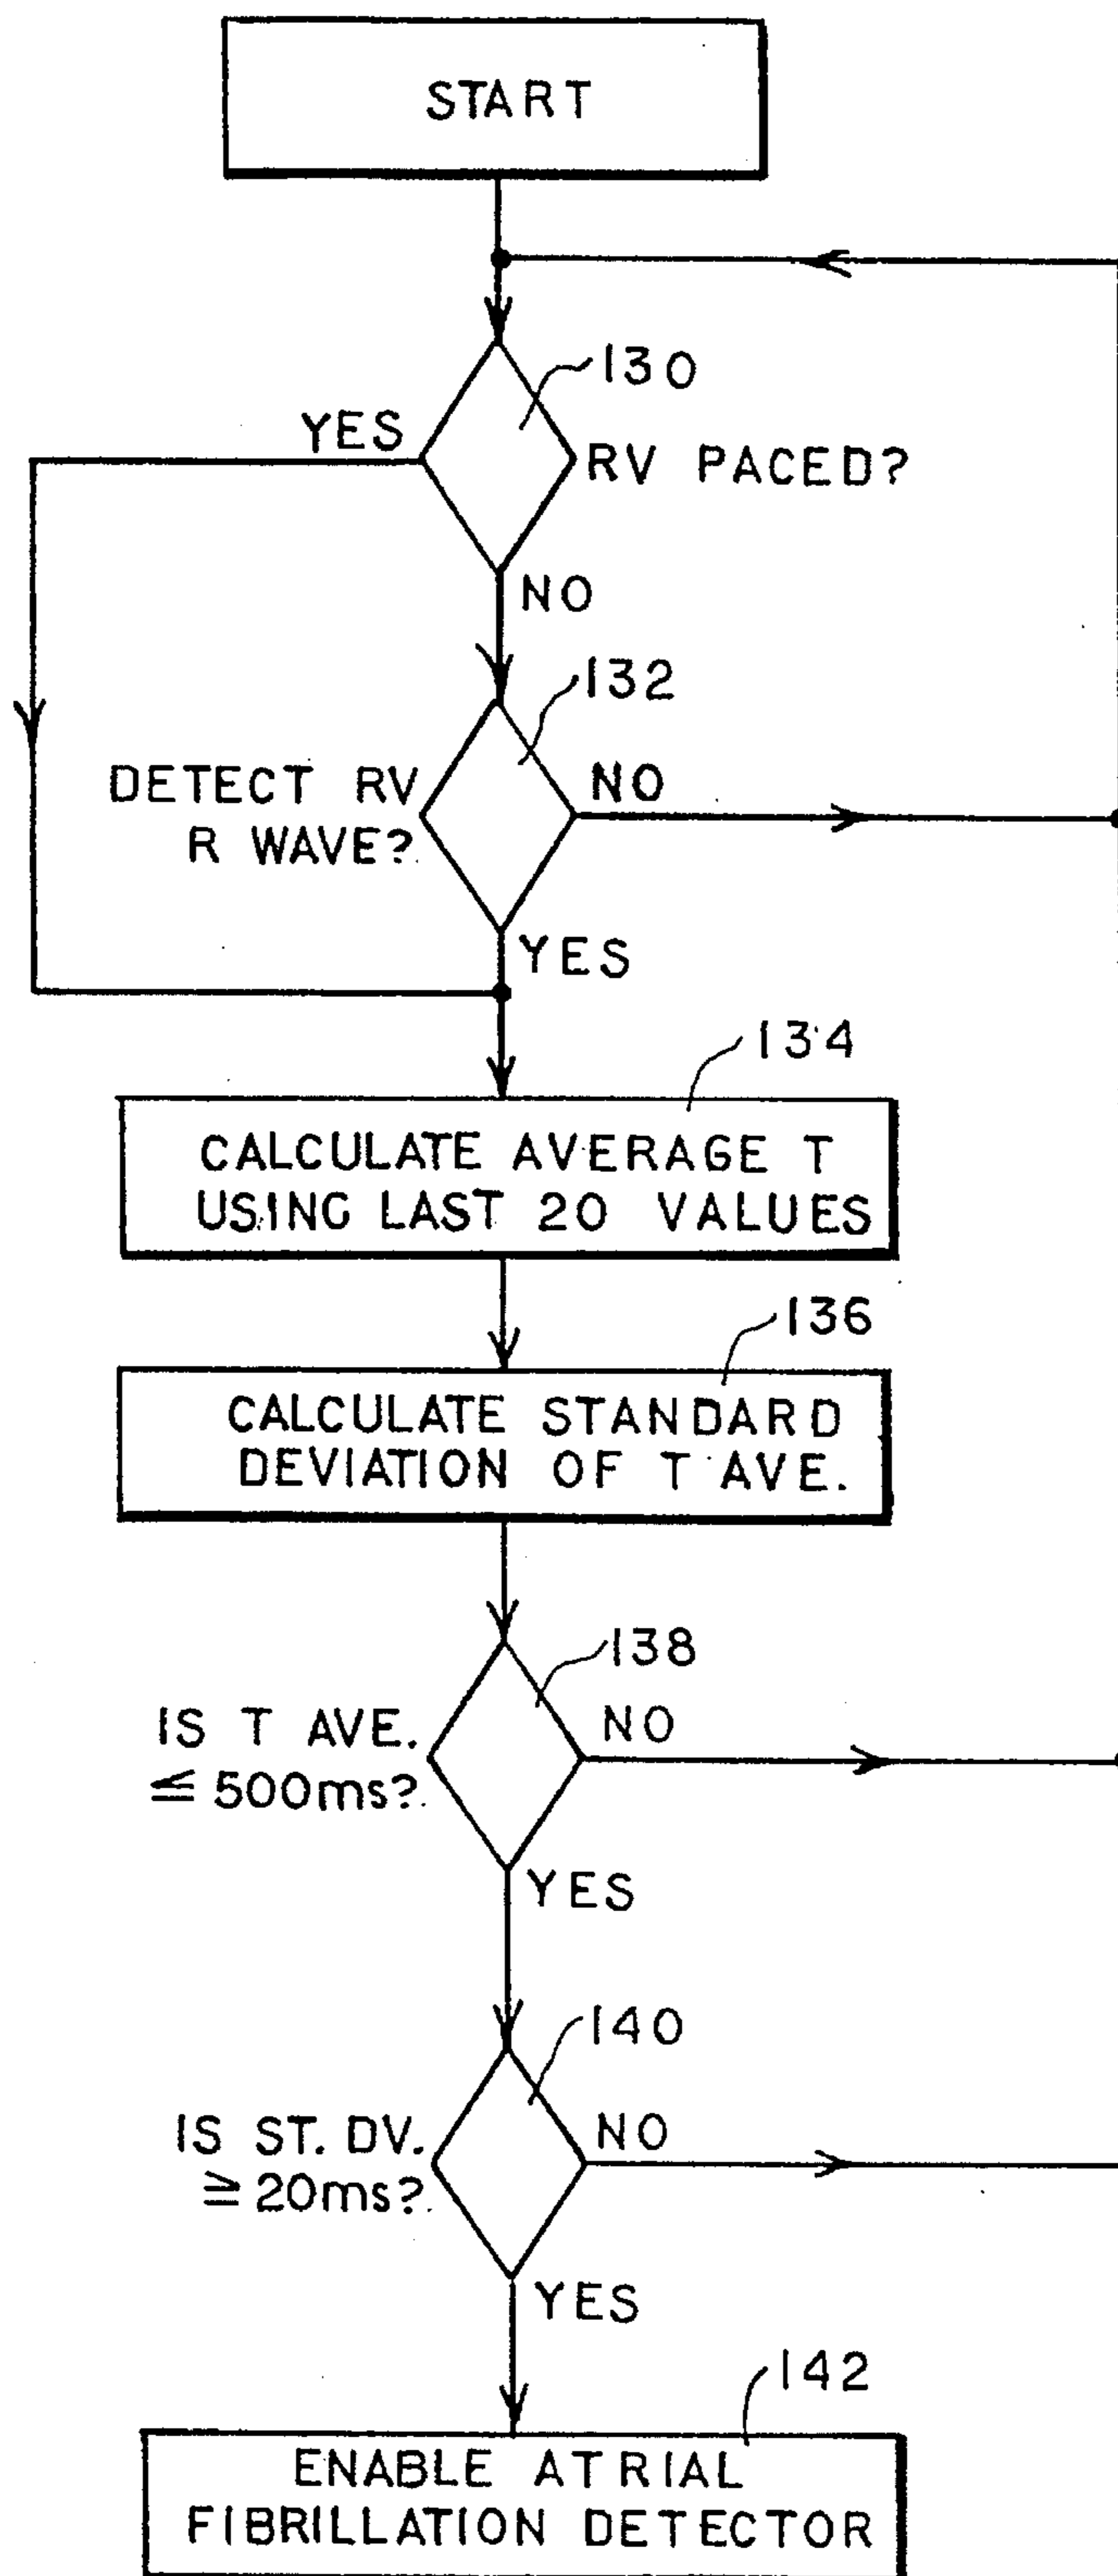 START
130
YES
RV PACED?
NO
132
DETECT RV
R WAVE?
NO
YES
134
CALCULATE AVERAGE T
USING LAST 20 VALUES
136
CALCULATE STANDARD
DEVIATION OF T AVE.
138
IS T AVE.
≦ 500ms?
NO
YES
140
IS ST. DV.
≧ 20ms?
NO
YES
142
ENABLE ATRIAL
FIBRILLATION DETECTOR